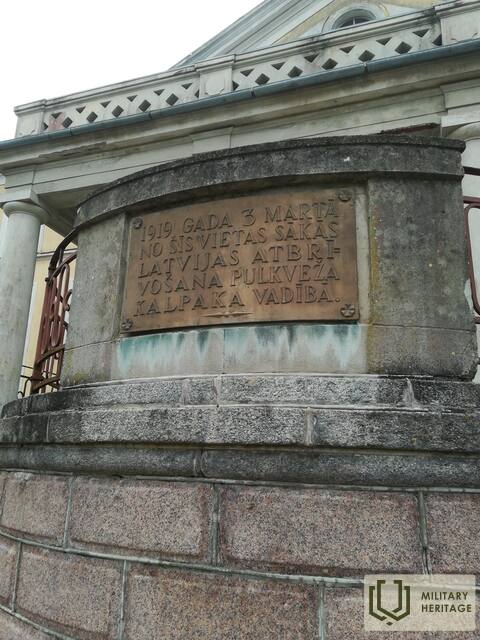 1919 GADA 3 MARTĀ
NO ŠĪS VIETAS SĀKĀS
LATVIJAS ATBRĪ-
VOŠANA PULKVEŽA
KALPAKA VADĪBĀ.
MILITARY
HERITAGE